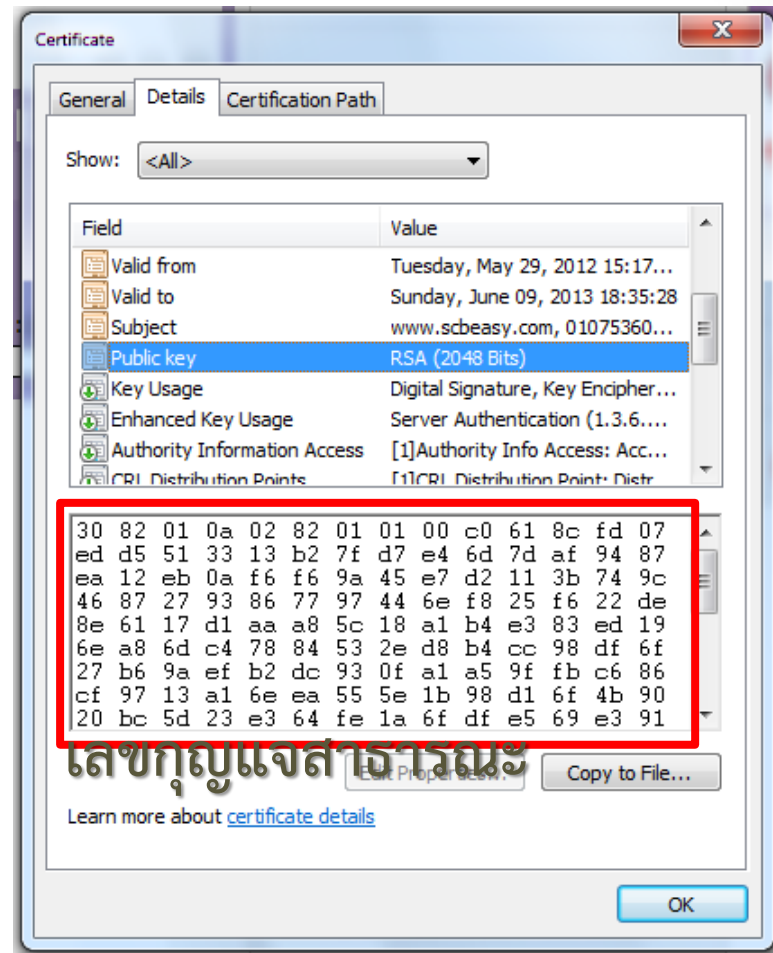 Certificate
General Details Certification Path
Show: <All>
Field Value
Valid from Tuesday, May 29, 2012 15:17...
Valid to Sunday, June 09, 2013 18:35:28
Subject www.scbeasy.com, 01075360...
Public key RSA (2048 Bits)
Key Usage Digital Signature, Key Encipher...
Enhanced Key Usage Server Authentication (1.3.6....
Authority Information Access [1]Authority Info Access: Acc...
CRL Distribution Points [1]CRL Distribution Point: Distr
30 82 01 0a 02 82 01 01 00 c0 61 8c fd 07
ed d5 51 33 13 b2 7f d7 e4 6d 7d af 94 87
ea 12 eb 0a f6 f6 9a 45 e7 d2 11 3b 74 9c
46 87 27 93 86 77 97 44 6e f8 25 f6 22 de
8e 61 17 d1 aa a8 5c 18 a1 b4 e3 83 ed 19
6e a8 6d c4 78 84 53 2e d8 b4 cc 98 df 6f
27 b6 9a ef b2 dc 93 0f a1 a5 9f fb c6 86
cf 97 13 a1 6e ea 55 5e 1b 98 d1 6f 4b 90
20 bc 5d 23 e3 64 fe 1a 6f df e5 69 e3 91
เลขกุญแจสาธารณะ
Edit Properties... Copy to File...
Learn more about certificate details
OK